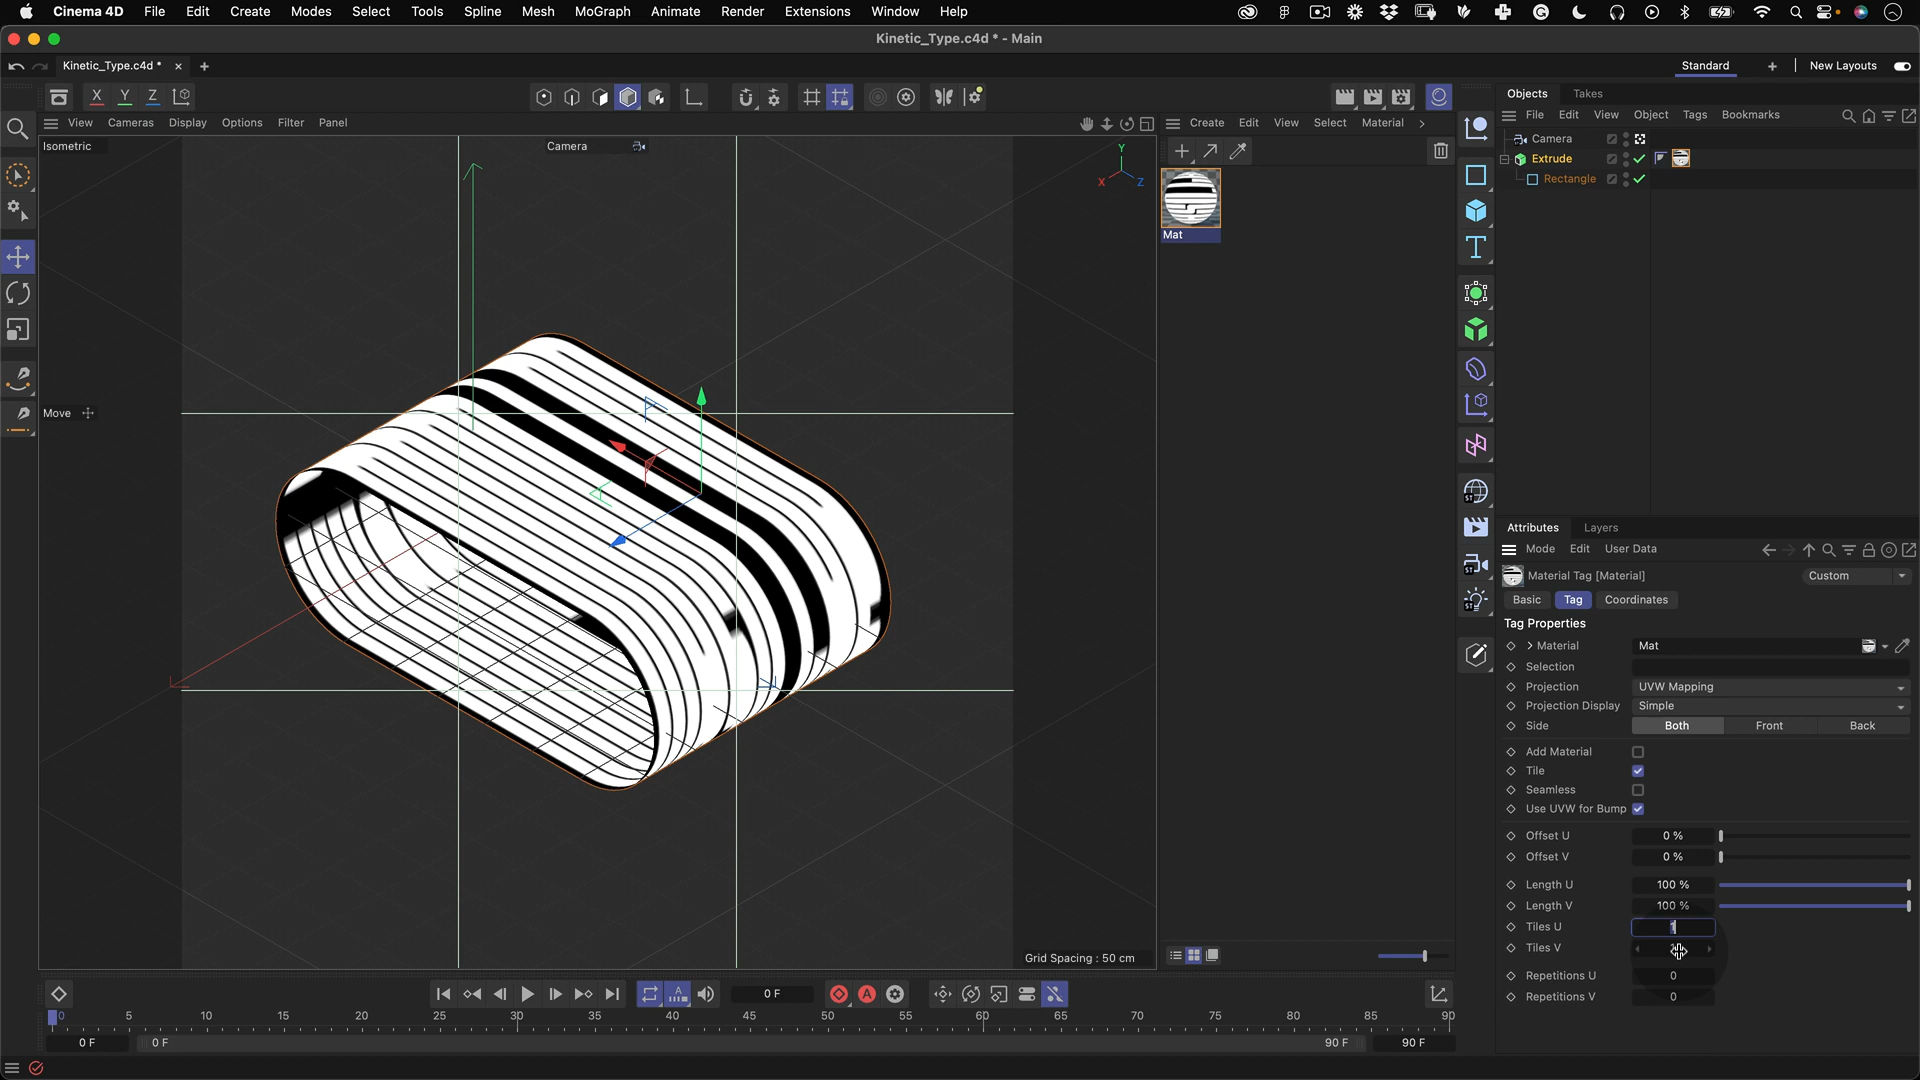 Cinema 4D File Edit Create Modes Select Tools Spline Mesh MoGraph Animate Render Extensions Window Help
Kinetic_Type.c4d * - Main
Kinetic_Type.c4d *
Standard
New Layouts
X Y Z
Objects Takes
View Cameras Display Options Filter Panel
Create Edit View Select Material
File Edit View Object Tags Bookmarks
Isometric
Camera
Y
X
Z
Mat
Camera
Extrude
Rectangle
Move
Grid Spacing : 50 cm
Attributes Layers
Mode Edit User Data
Material Tag [Material]
Custom
Basic Tag Coordinates
Tag Properties
Material Mat
Selection
Projection UVW Mapping
Projection Display Simple
Side Both Front Back
Add Material
Tile
Seamless
Use UVW for Bump
Offset U 0 %
Offset V 0 %
Length U 100 %
Length V 100 %
Tiles U 1
Tiles V
Repetitions U 0
Repetitions V 0
0 F
0 5 10 15 20 25 30 35 40 45 50 55 60 65 70 75 80 85 90
0 F 0 F 90 F 90 F